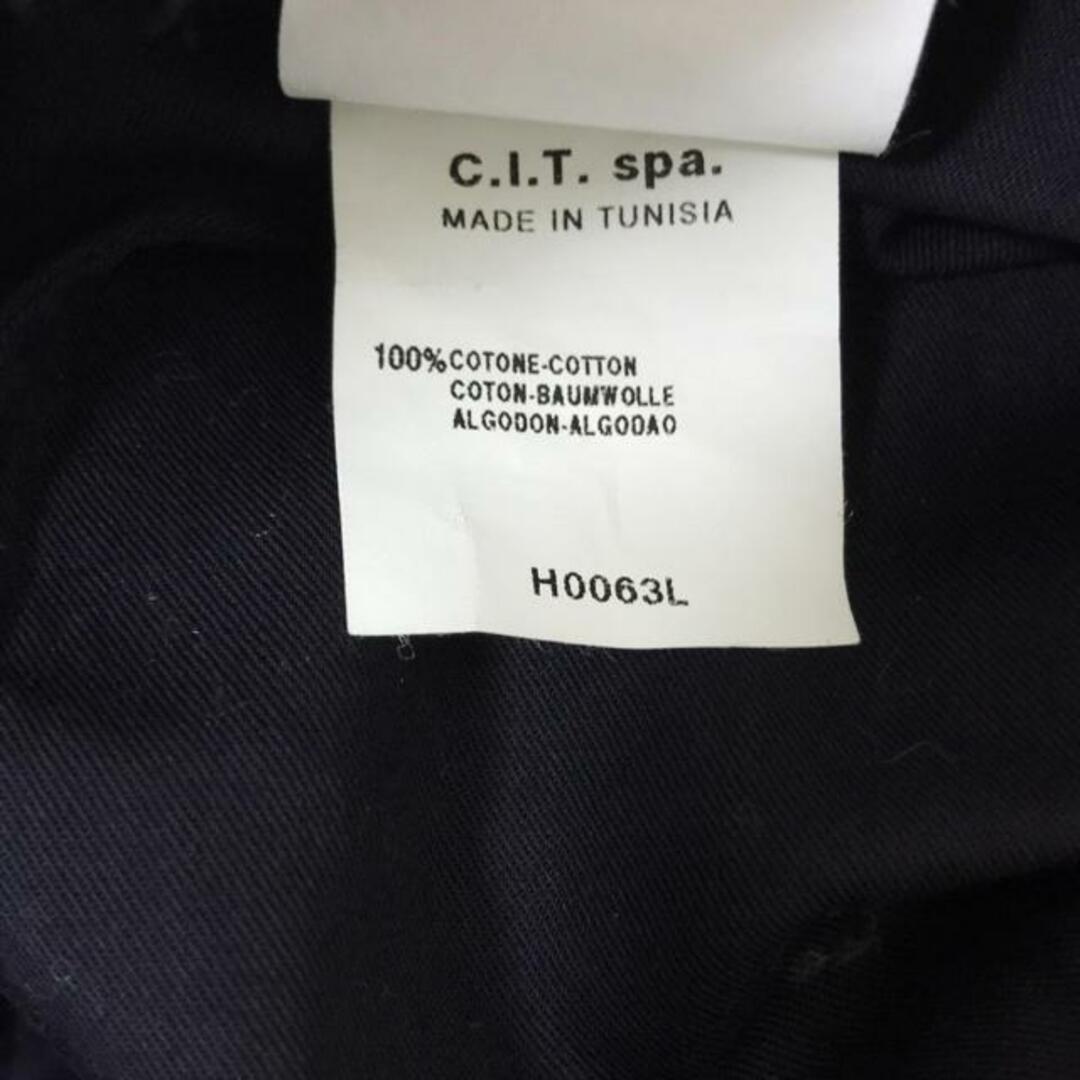 C.I.T. spa.
MADE IN TUNISIA
100% COTONE-COTTON
COTON-BAUMWOLLE
ALGODON-ALGODAO
H0063L